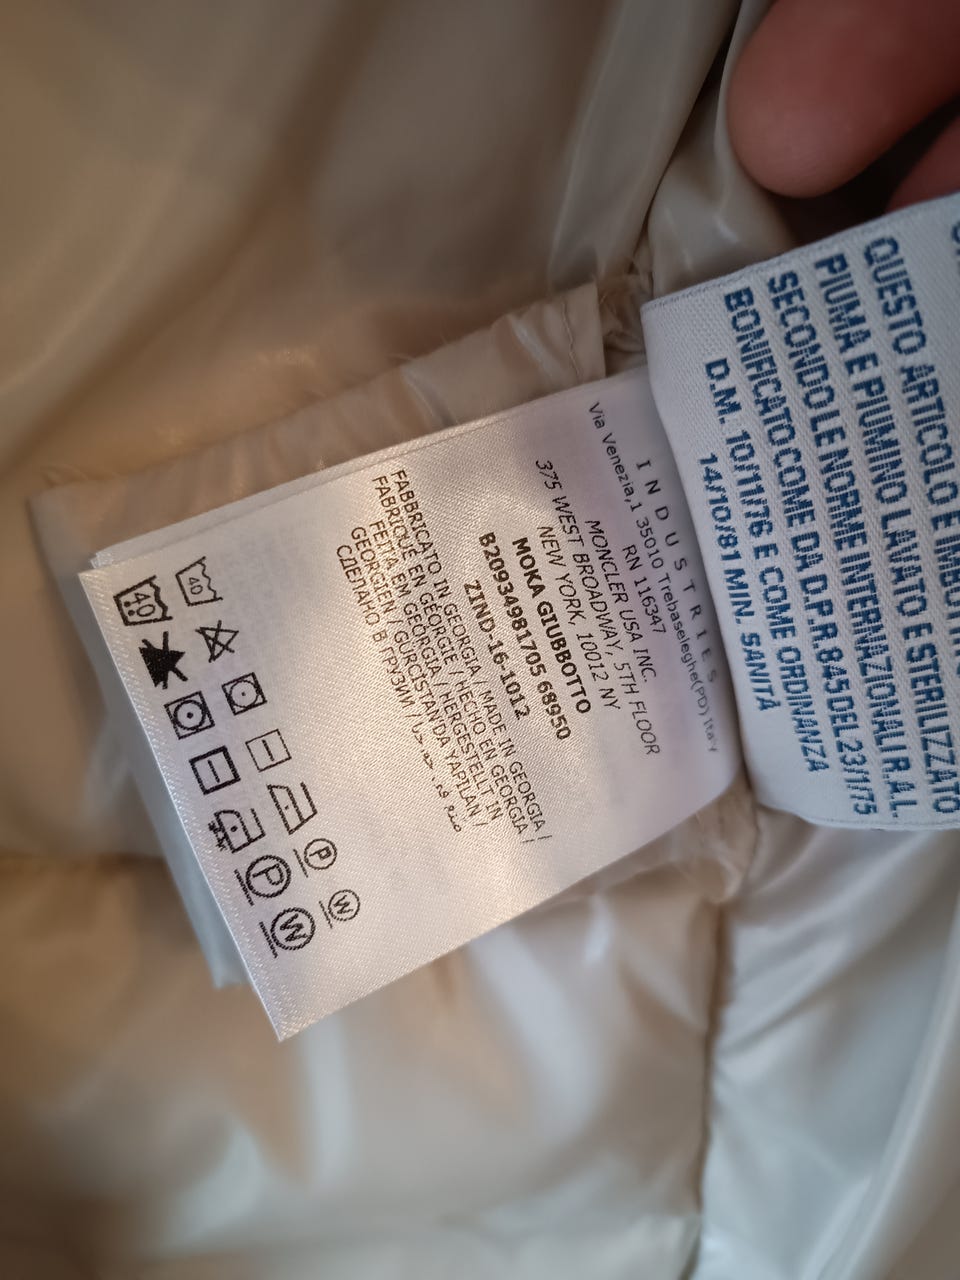 INDUSTRIES
Via Venezia,1 35010 Trebaseleghe(PD) Italy
RN 116347
MONCLER USA INC.
375 WEST BROADWAY, 5TH FLOOR
NEW YORK, 10012 NY
MOKA GIUBBOTTO
B20934981705 68950
ZIND-16-1012
FABBRICATO IN GEORGIA / MADE IN GEORGIA /
FABRIQUÉ EN GÉORGIE / HECHO EN GEORGIA /
FEITA EM GEORGIA / HERGESTELLT IN
GEORGIEN / GURCISTANDA YAPILAN /
СДЕЛАНО В ГРУЗИИ /
40
P
W
40
P
W
QUESTO ARTICOLO E IMBO
PIUMA E PIUMINO LAVATO E STERILIZZATO
SECONDO LE NORME INTERNAZIONALI R.A.L.
BONIFICATO COME DA D.P.R. 845 DEL 23/7/75
D.M. 10/11/76 E COME ORDINANZA
14/10/81 MIN. SANITÀ